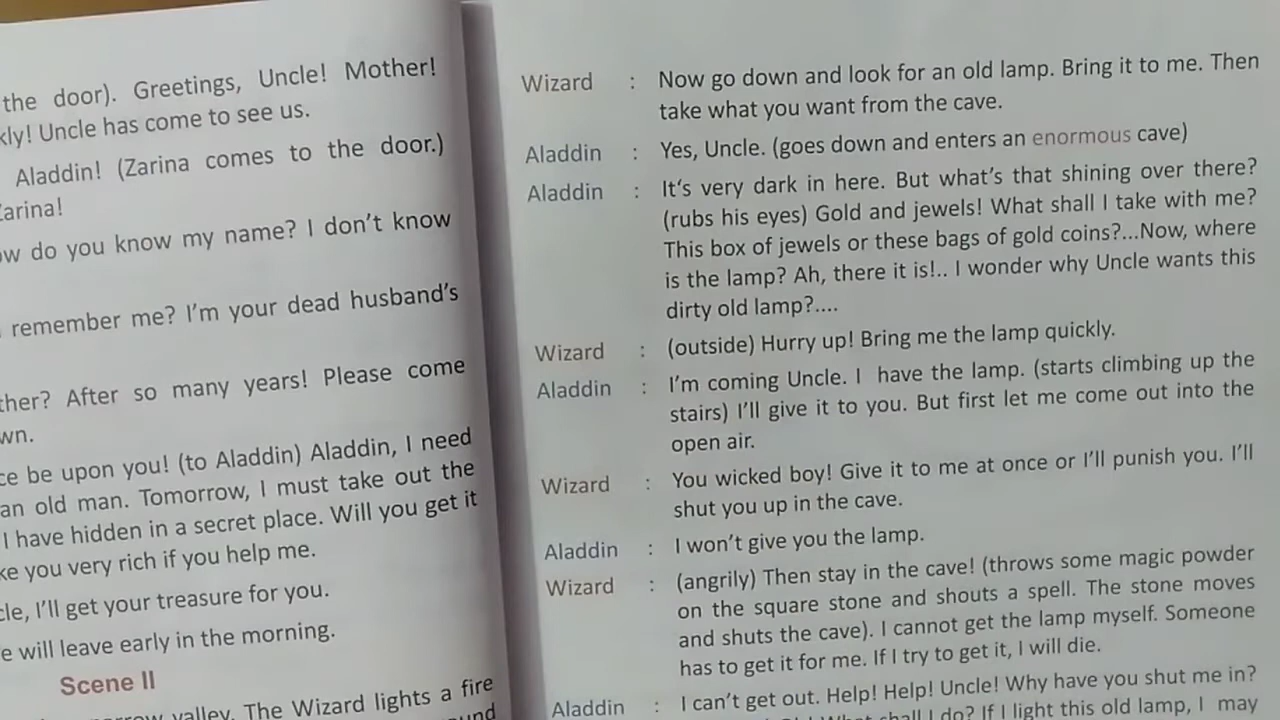 the door). Greetings, Uncle! Mother!
Uncle has come to see us.
Aladdin! (Zarina comes to the door.)
Zarina!
do you know my name? I don't know
remember me? I'm your dead husband's
After so many years! Please come
be upon you! (to Aladdin) Aladdin, I need
an old man. Tomorrow, I must take out the
I have hidden in a secret place. Will you get it
you very rich if you help me.
I'll get your treasure for you.
will leave early in the morning.
Scene II
valley. The Wizard lights a fire
Wizard : Now go down and look for an old lamp. Bring it to me. Then
take what you want from the cave.
Aladdin : Yes, Uncle. (goes down and enters an enormous cave)
Aladdin : It's very dark in here. But what's that shining over there?
(rubs his eyes) Gold and jewels! What shall I take with me?
This box of jewels or these bags of gold coins?...Now, where
is the lamp? Ah, there it is!.. I wonder why Uncle wants this
dirty old lamp?....
Wizard : (outside) Hurry up! Bring me the lamp quickly.
Aladdin : I'm coming Uncle. I have the lamp. (starts climbing up the
stairs) I'll give it to you. But first let me come out into the
open air.
Wizard : You wicked boy! Give it to me at once or I'll punish you. I'll
shut you up in the cave.
Aladdin : I won't give you the lamp.
Wizard : (angrily) Then stay in the cave! (throws some magic powder
on the square stone and shouts a spell. The stone moves
and shuts the cave). I cannot get the lamp myself. Someone
has to get it for me. If I try to get it, I will die.
Aladdin : I can't get out. Help! Help! Uncle! Why have you shut me in?
shall I do? If I light this old lamp, I may